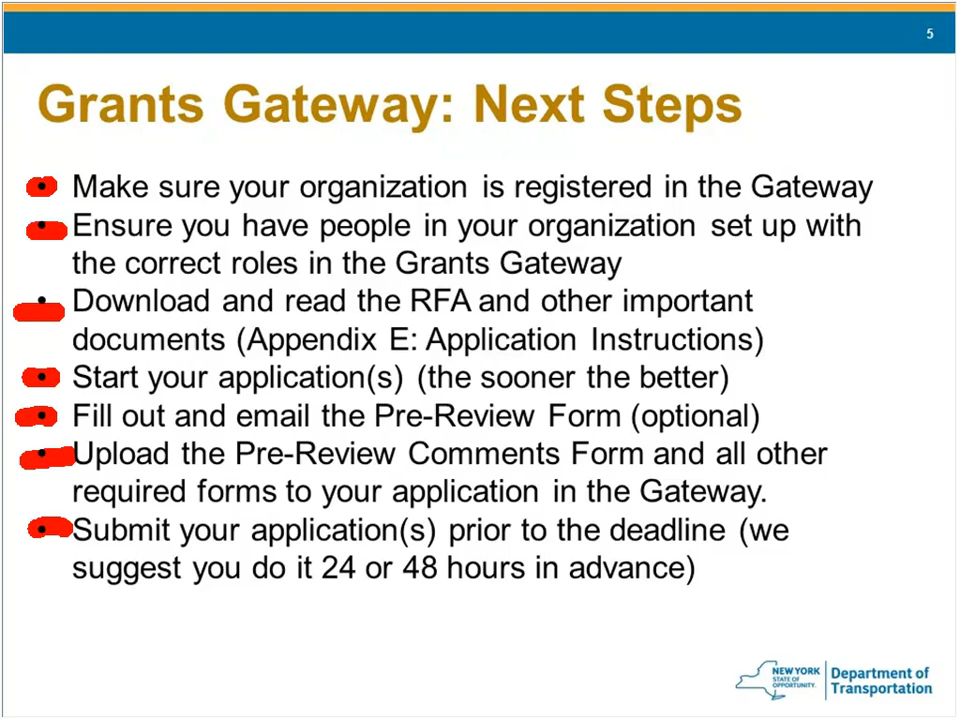 5
Grants Gateway: Next Steps
• Make sure your organization is registered in the Gateway
• Ensure you have people in your organization set up with
the correct roles in the Grants Gateway
• Download and read the RFA and other important
documents (Appendix E: Application Instructions)
• Start your application(s) (the sooner the better)
• Fill out and email the Pre-Review Form (optional)
• Upload the Pre-Review Comments Form and all other
required forms to your application in the Gateway.
• Submit your application(s) prior to the deadline (we
suggest you do it 24 or 48 hours in advance)
NEW YORK
STATE OF
OPPORTUNITY.
Department of
Transportation